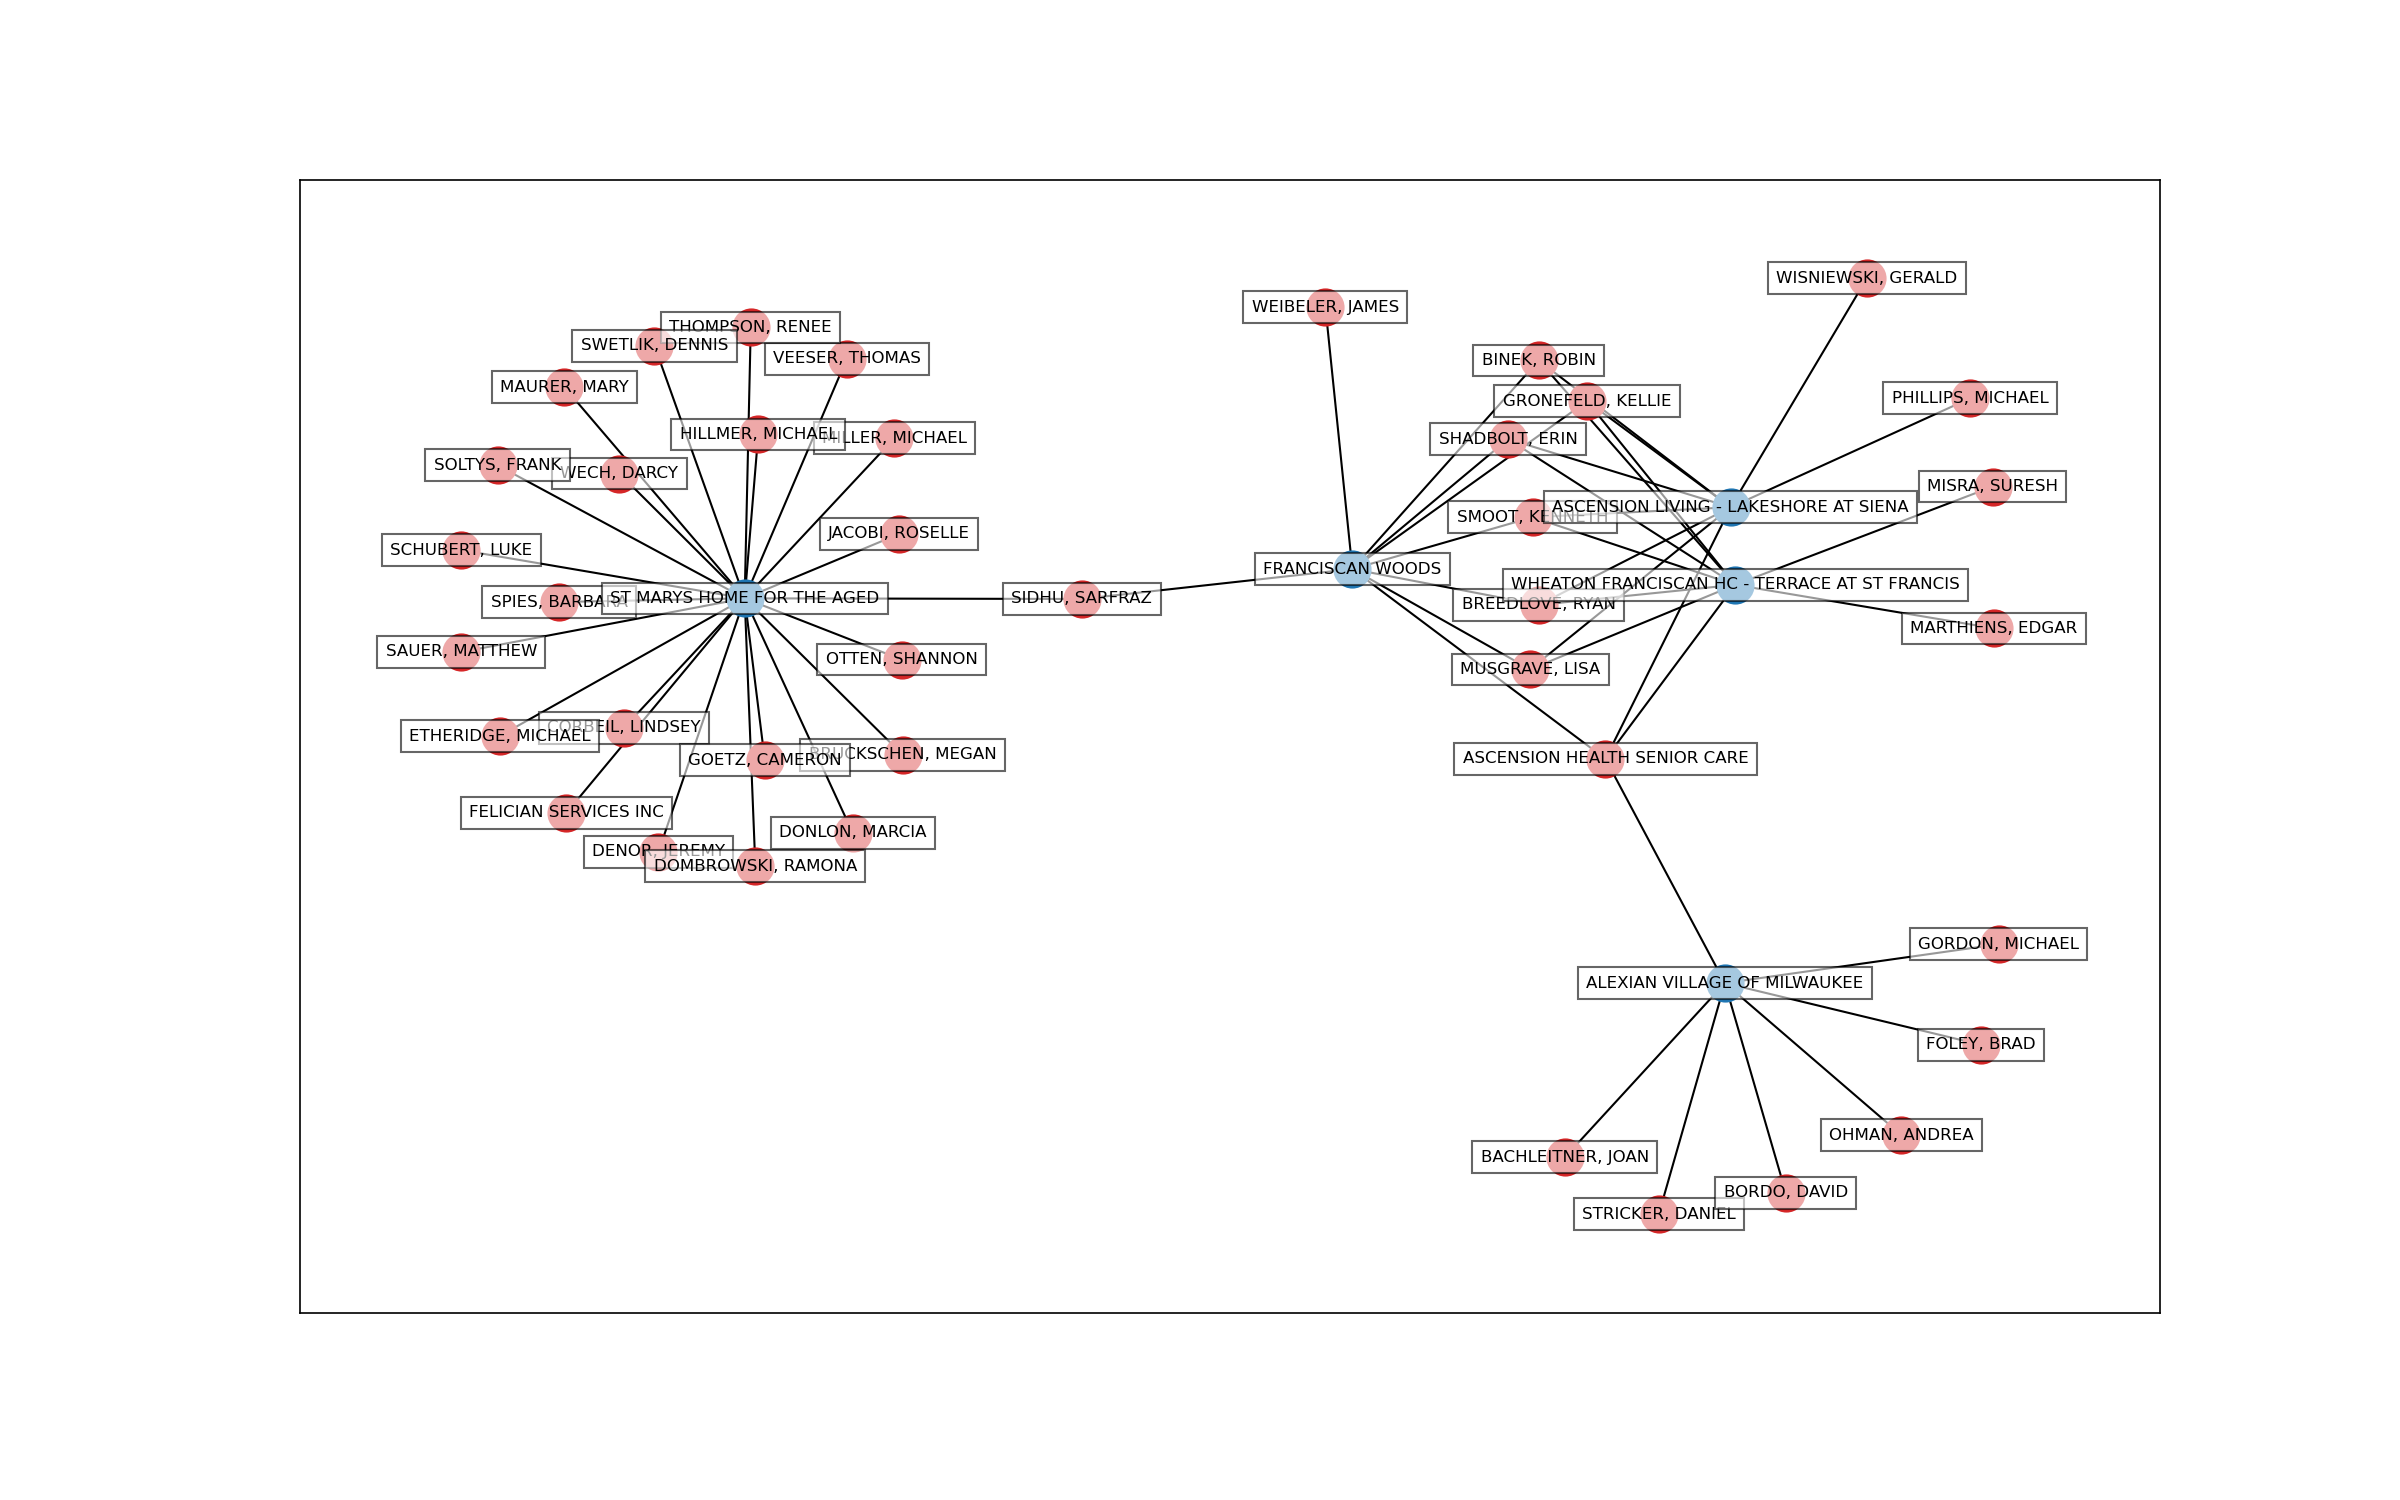 WISNIEWSKI, GERALD
WEIBELER, JAMES
THOMPSON, RENEE
SWETLIK, DENNIS
VEESER, THOMAS
BINEK, ROBIN
MAURER, MARY
PHILLIPS, MICHAEL
GRONEFELD, KELLIE
HILLMER, MICHAEL
MILLER, MICHAEL
SHADBOLT, ERIN
SOLTYS, FRANK
WECH, DARCY
MISRA, SURESH
ASCENSION LIVING - LAKESHORE AT SIENA
SMOOT, KENNETH
JACOBI, ROSELLE
SCHUBERT, LUKE
FRANCISCAN WOODS
WHEATON FRANCISCAN HC - TERRACE AT ST FRANCIS
SPIES, BARBARA
ST MARYS HOME FOR THE AGED
SIDHU, SARFRAZ
BREEDLOVE, RYAN
MARTHIENS, EDGAR
SAUER, MATTHEW
OTTEN, SHANNON
MUSGRAVE, LISA
CORBEIL, LINDSEY
ETHERIDGE, MICHAEL
BRUCKSCHEN, MEGAN
GOETZ, CAMERON
ASCENSION HEALTH SENIOR CARE
FELICIAN SERVICES INC
DONLON, MARCIA
DENOR, JEREMY
DOMBROWSKI, RAMONA
GORDON, MICHAEL
ALEXIAN VILLAGE OF MILWAUKEE
FOLEY, BRAD
OHMAN, ANDREA
BACHLEITNER, JOAN
BORDO, DAVID
STRICKER, DANIEL